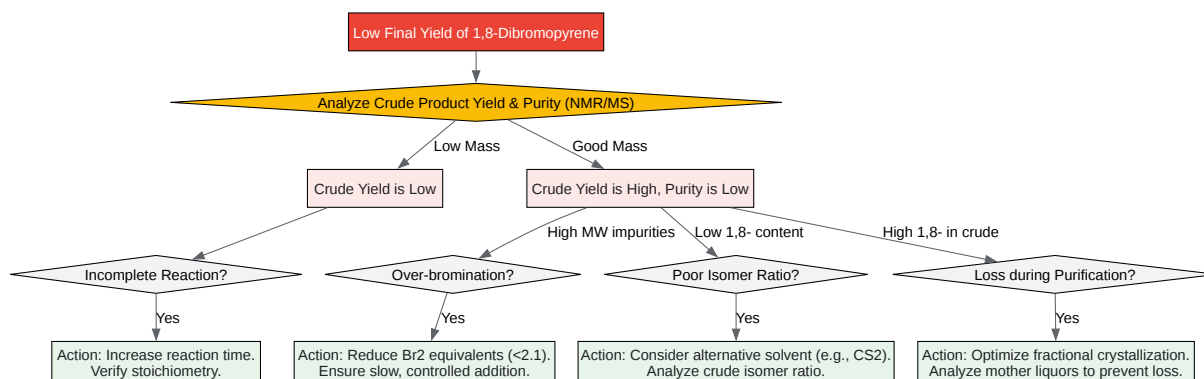 Low Final Yield of 1,8-Dibromopyrene
Analyze Crude Product Yield & Purity (NMR/MS)
Low Mass
Good Mass
Crude Yield is Low
Crude Yield is High, Purity is Low
High MW impurities
Low 1,8- content
High 1,8- in crude
Incomplete Reaction?
Over-bromination?
Poor Isomer Ratio?
Loss during Purification?
Yes
Yes
Yes
Yes
Action: Increase reaction time.
Verify stoichiometry.
Action: Reduce Br2 equivalents (<2.1).
Ensure slow, controlled addition.
Action: Consider alternative solvent (e.g., CS2).
Analyze crude isomer ratio.
Action: Optimize fractional crystallization.
Analyze mother liquors to prevent loss.